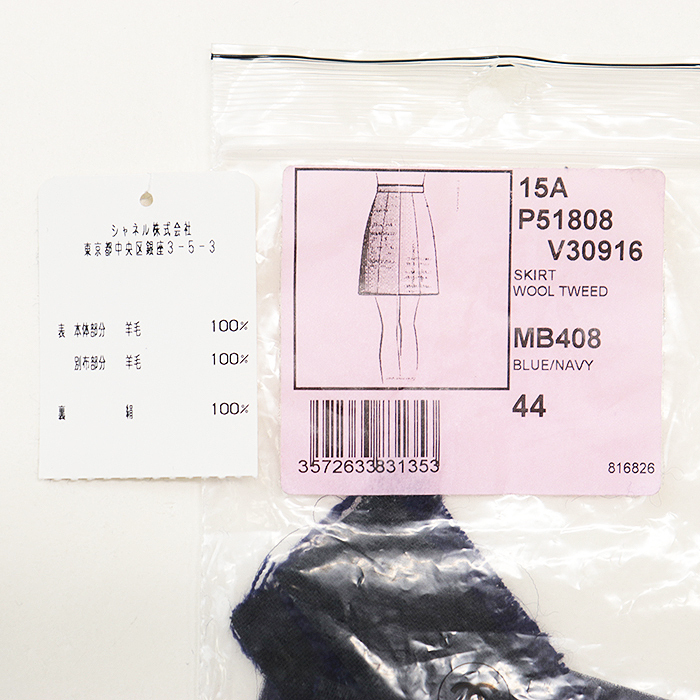 シャネル株式会社
東京都中央区銀座3-5-3
表 本体部分 羊毛 100%
別布部分 羊毛 100%
裏 絹 100%
15A
P51808
V30916
SKIRT
WOOL TWEED
MB408
BLUE/NAVY
44
3572633831353
816826